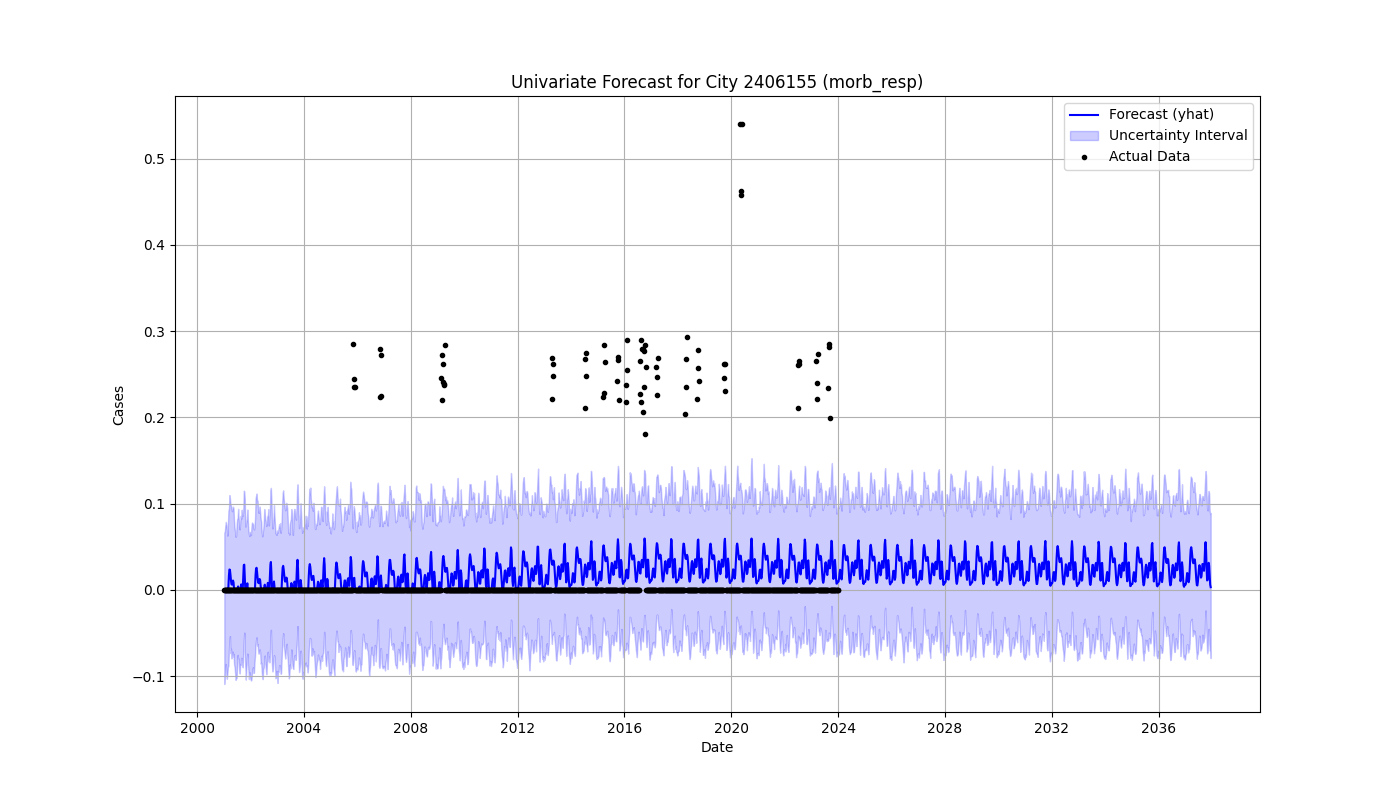 Univariate Forecast for City 2406155 (morb_resp)
Forecast (yhat)
Uncertainty Interval
Actual Data
Cases
0.5
0.4
0.3
0.2
0.1
0.0
−0.1
2000 2004 2008 2012 2016 2020 2024 2028 2032 2036
Date